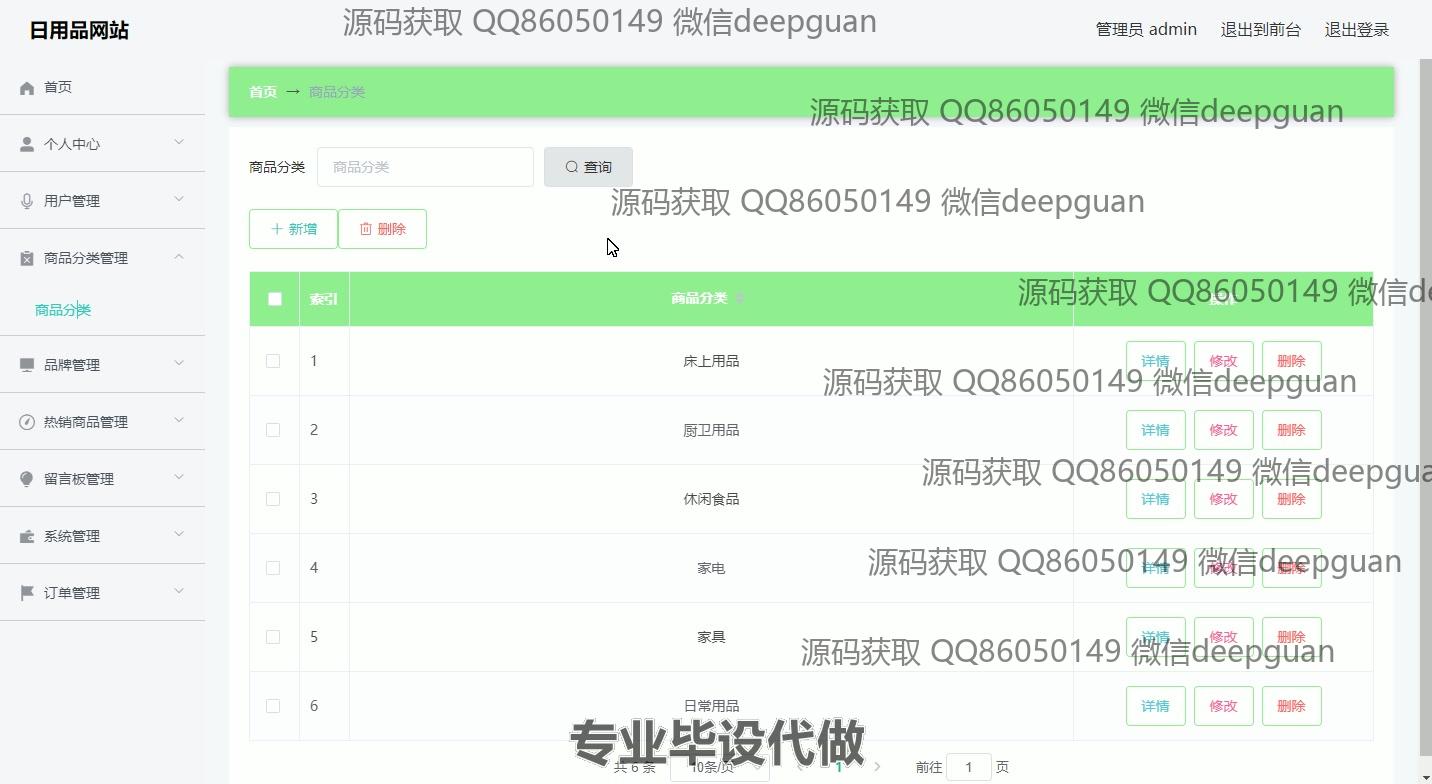 日用品网站
源码获取 QQ86050149 微信deepguan
管理员 admin 退出到前台 退出登录
首页
个人中心
用户管理
商品分类管理
商品分类
品牌管理
热销商品管理
留言板管理
系统管理
订单管理
首页 → 商品分类
源码获取 QQ86050149 微信deepguan
商品分类 商品分类 查询
源码获取 QQ86050149 微信deepguan
+ 新增 删除
索引 商品分类
源码获取 QQ86050149 微信de
1 床上用品 详情 修改 删除
源码获取 QQ86050149 微信deepguan
2 厨卫用品 详情 修改 删除
源码获取 QQ86050149 微信deepgua
3 休闲食品 详情 修改 删除
源码获取 QQ86050149 微信deepguan
4 家电 详情 修改 删除
5 家具 详情 修改 删除
源码获取 QQ86050149 微信deepguan
6 日常用品 详情 修改 删除
专业毕设代做
共 6 条 10条/页 1 前往 1 页